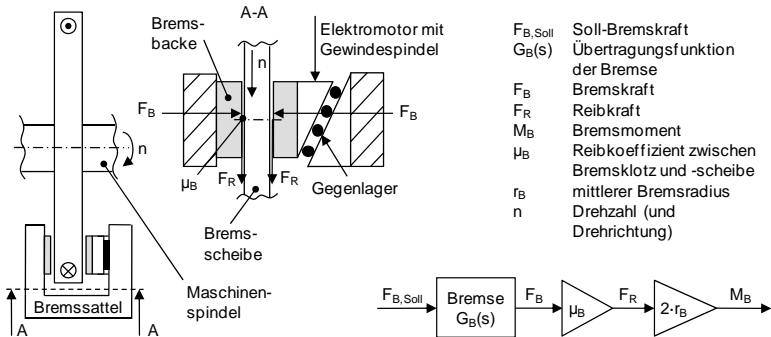 A-A
Brems-
backe
n
Elektromotor mit
Gewindespindel
F_B
F_B
n
μ_B
F_R
F_R
Gegenlager
Brems-
scheibe
Maschinen-
spindel
Bremssattel
A
A
F_B,Soll Soll-Bremskraft
G_B(s) Übertragungsfunktion
der Bremse
F_B Bremskraft
F_R Reibkraft
M_B Bremsmoment
μ_B Reibkoeffizient zwischen
Bremsklotz und -scheibe
r_B mittlerer Bremsradius
n Drehzahl (und
Drehrichtung)
F_B,Soll
Bremse
G_B(s)
F_B
μ_B
F_R
2·r_B
M_B